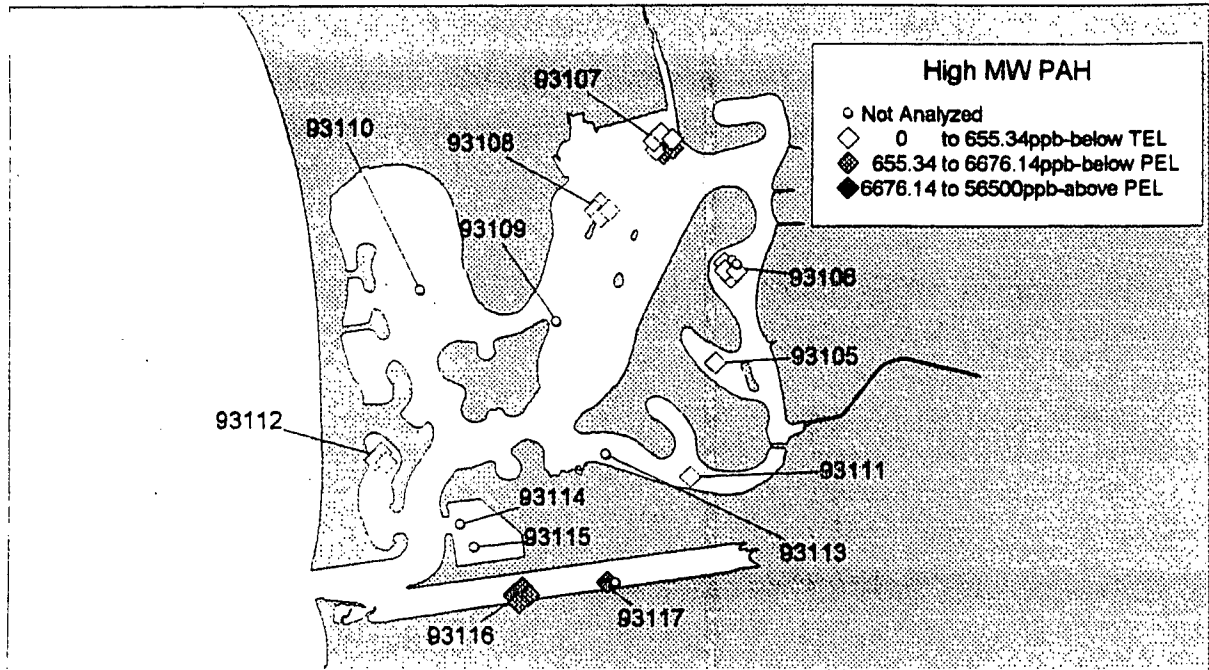 High MW PAH
Not Analyzed
0 to 655.34ppb-below TEL
655.34 to 6676.14ppb-below PEL
6676.14 to 56500ppb-above PEL
93107
93110
93108
93109
93106
93105
93112
93111
93114
93115
93113
93117
93116